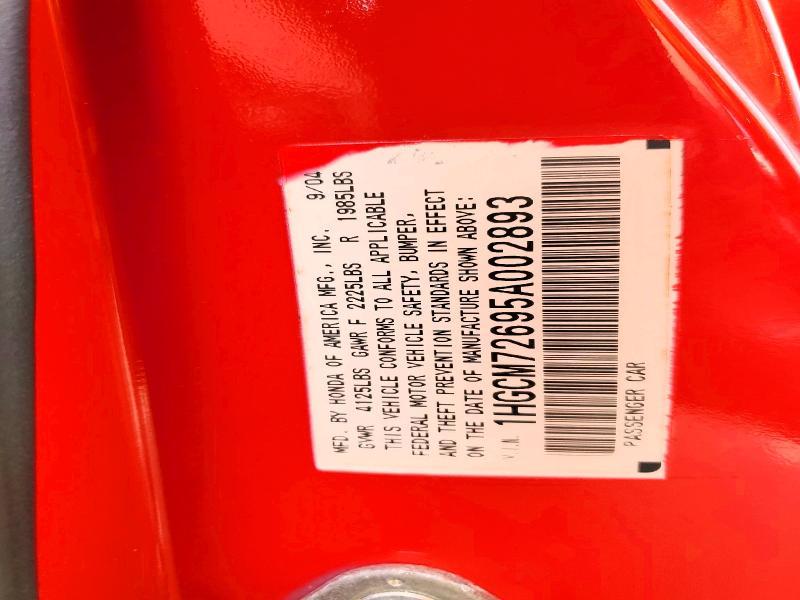 MFD. BY HONDA OF AMERICA MFG., INC. 9/04
GVWR 4125LBS GAWR F 2225LBS R 1985LBS
THIS VEHICLE CONFORMS TO ALL APPLICABLE
FEDERAL MOTOR VEHICLE SAFETY, BUMPER,
AND THEFT PREVENTION STANDARDS IN EFFECT
ON THE DATE OF MANUFACTURE SHOWN ABOVE:
V.I.N. 1HGCM72695A002893
PASSENGER CAR